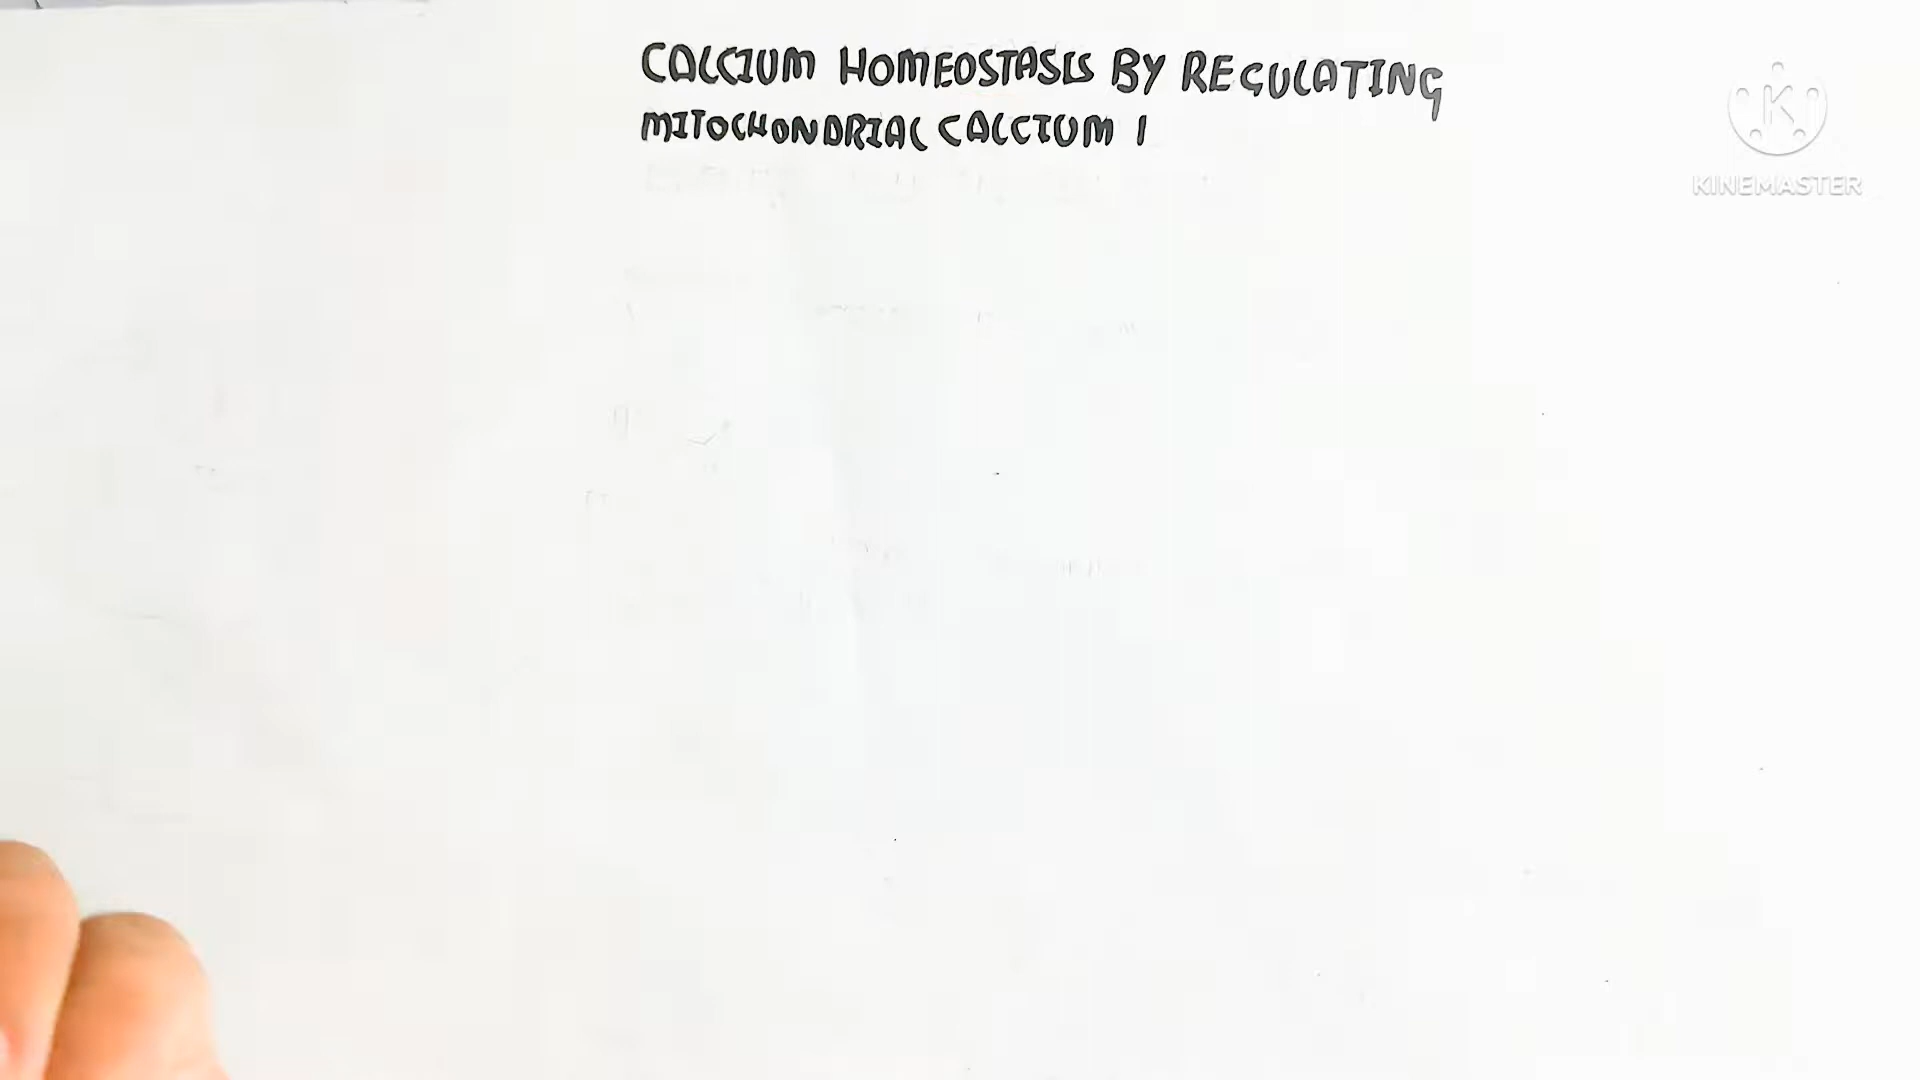 CALCIUM HOMEOSTASIS BY REGULATING
MITOCHONDRIAL CALCIUM I
KINEMASTER